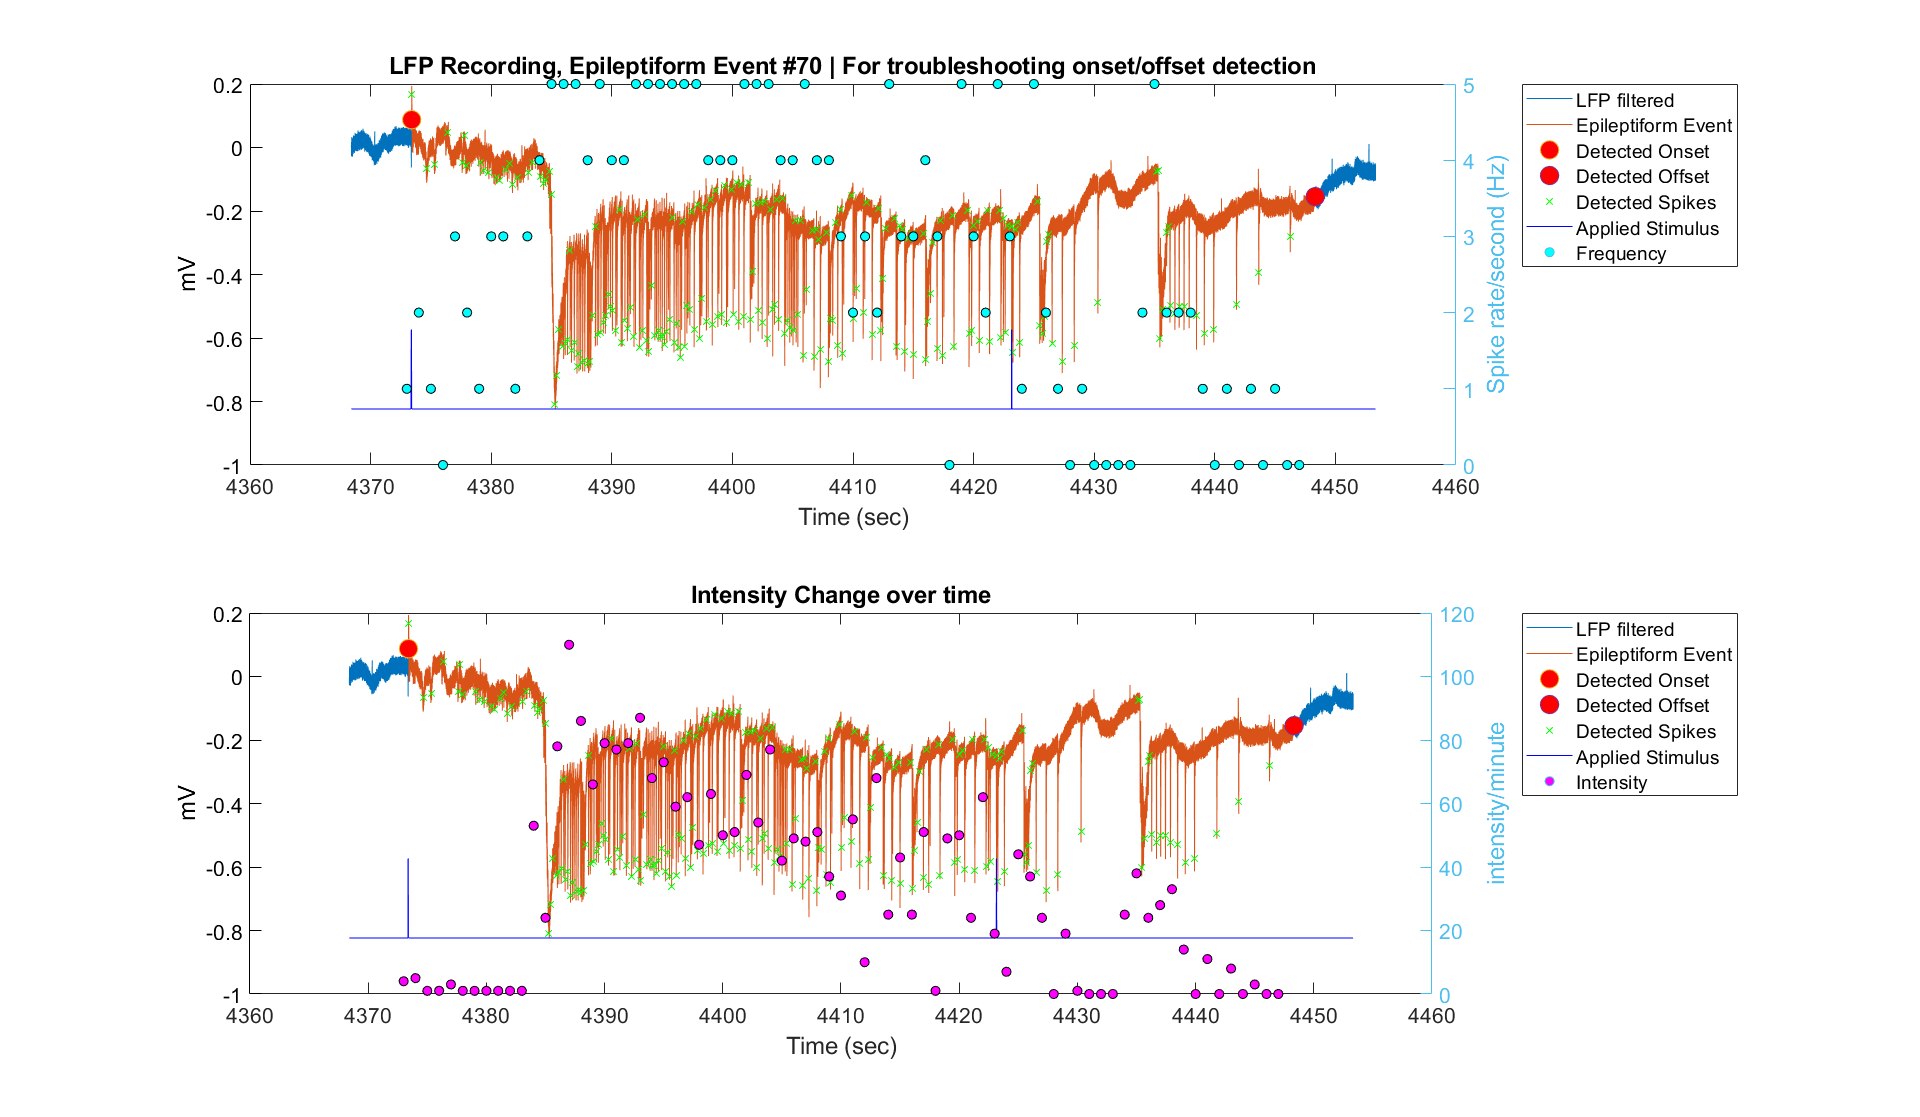 LFP Recording, Epileptiform Event #70 | For troubleshooting onset/offset detection
0.2
0
-0.2
-0.4
-0.6
-0.8
-1
mV
5
4
3
2
1
0
Spike rate/second (Hz)
4360 4370 4380 4390 4400 4410 4420 4430 4440 4450 4460
Time (sec)
LFP filtered
Epileptiform Event
Detected Onset
Detected Offset
Detected Spikes
Applied Stimulus
Frequency
Intensity Change over time
0.2
0
-0.2
-0.4
-0.6
-0.8
-1
mV
120
100
80
60
40
20
0
intensity/minute
4360 4370 4380 4390 4400 4410 4420 4430 4440 4450 4460
Time (sec)
LFP filtered
Epileptiform Event
Detected Onset
Detected Offset
Detected Spikes
Applied Stimulus
Intensity